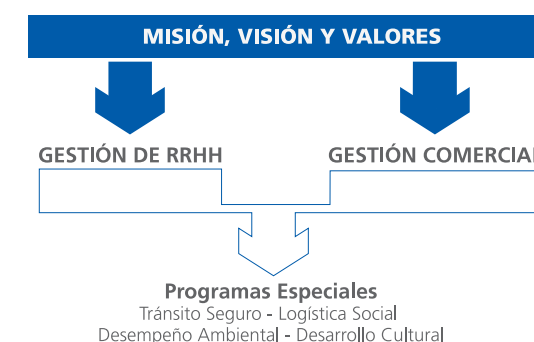 MISIÓN, VISIÓN Y VALORES
GESTIÓN DE RRHH
GESTIÓN COMERCIAL
Programas Especiales
Tránsito Seguro - Logística Social
Desempeño Ambiental - Desarrollo Cultural